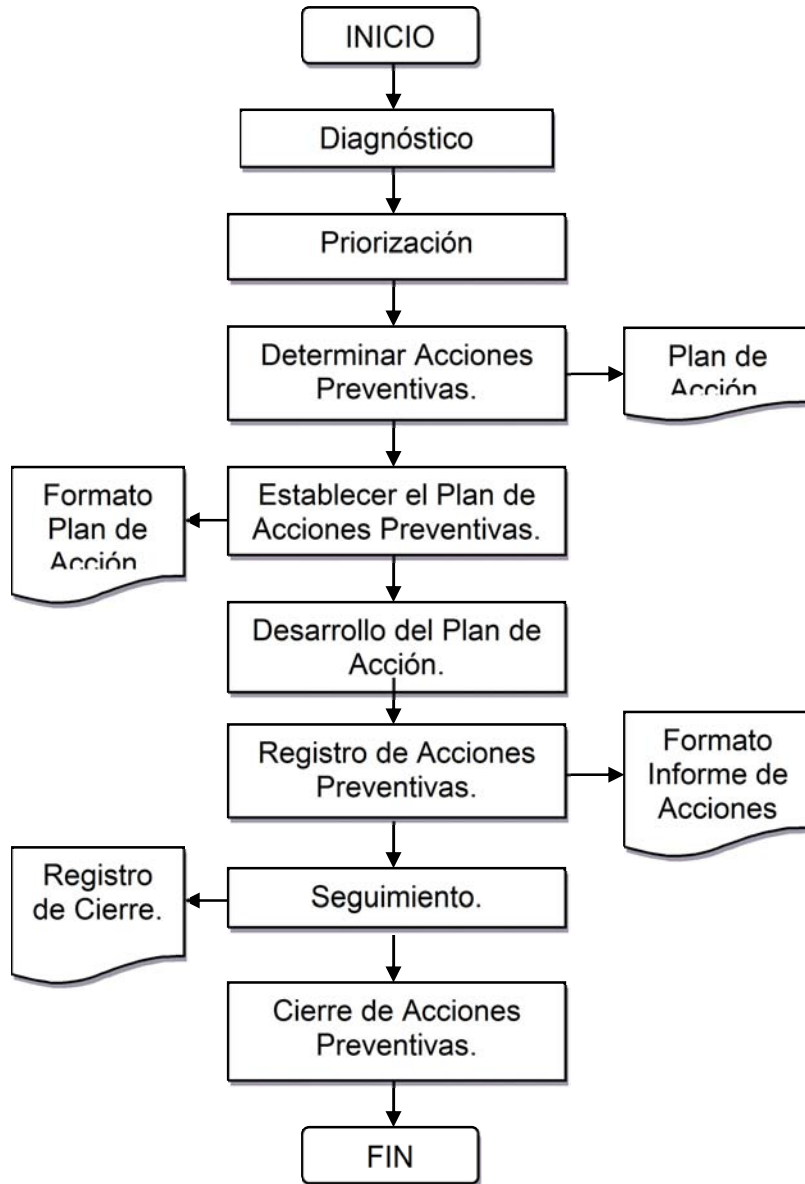 INICIO
Diagnóstico
Priorización
Determinar Acciones
Preventivas.
Plan de
Acción
Formato
Plan de
Acción
Establecer el Plan de
Acciones Preventivas.
Desarrollo del Plan de
Acción.
Registro de Acciones
Preventivas.
Formato
Informe de
Acciones
Registro
de Cierre.
Seguimiento.
Cierre de Acciones
Preventivas.
FIN